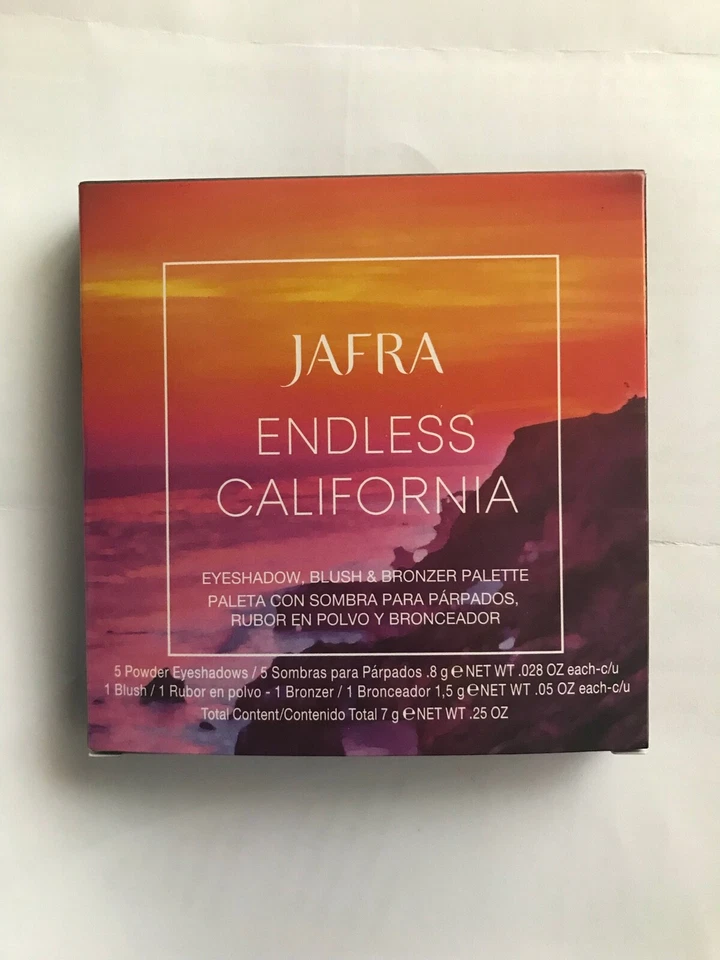 JAFRA
ENDLESS
CALIFORNIA
EYESHADOW, BLUSH & BRONZER PALETTE
PALETA CON SOMBRA PARA PÁRPADOS,
RUBOR EN POLVO Y BRONCEADOR
5 Powder Eyeshadows / 5 Sombras para Párpados .8 g ℮ NET WT .028 OZ each-c/u
1 Blush / 1 Rubor en polvo - 1 Bronzer / 1 Bronceador 1,5 g ℮ NET WT .05 OZ each-c/u
Total Content/Contenido Total 7 g ℮ NET WT .25 OZ